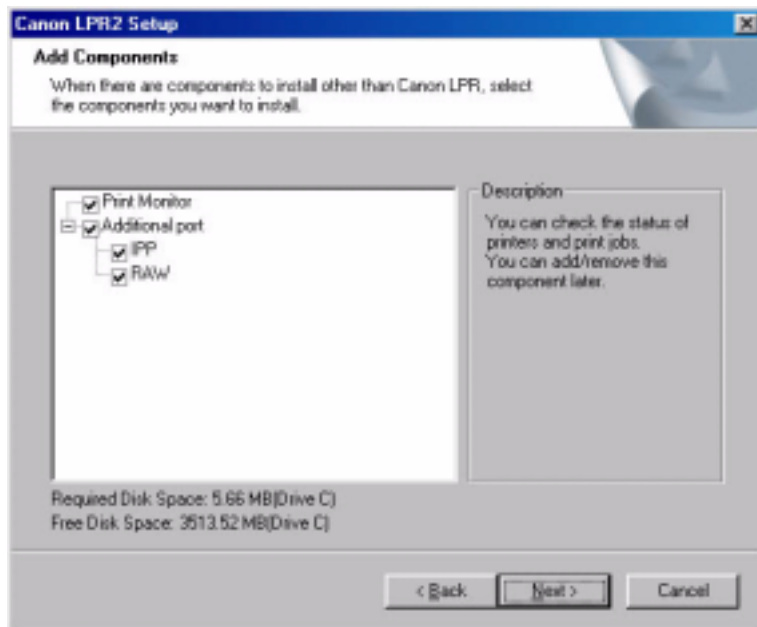 Canon LPR2 Setup
Add Components
When there are components to install other than Canon LPR, select
the components you want to install.
Print Monitor
Additional port
IPP
RAW
Description
You can check the status of
printers and print jobs.
You can add/remove this
component later.
Required Disk Space: 5.66 MB(Drive C)
Free Disk Space: 3513.52 MB(Drive C)
< Back
Next >
Cancel